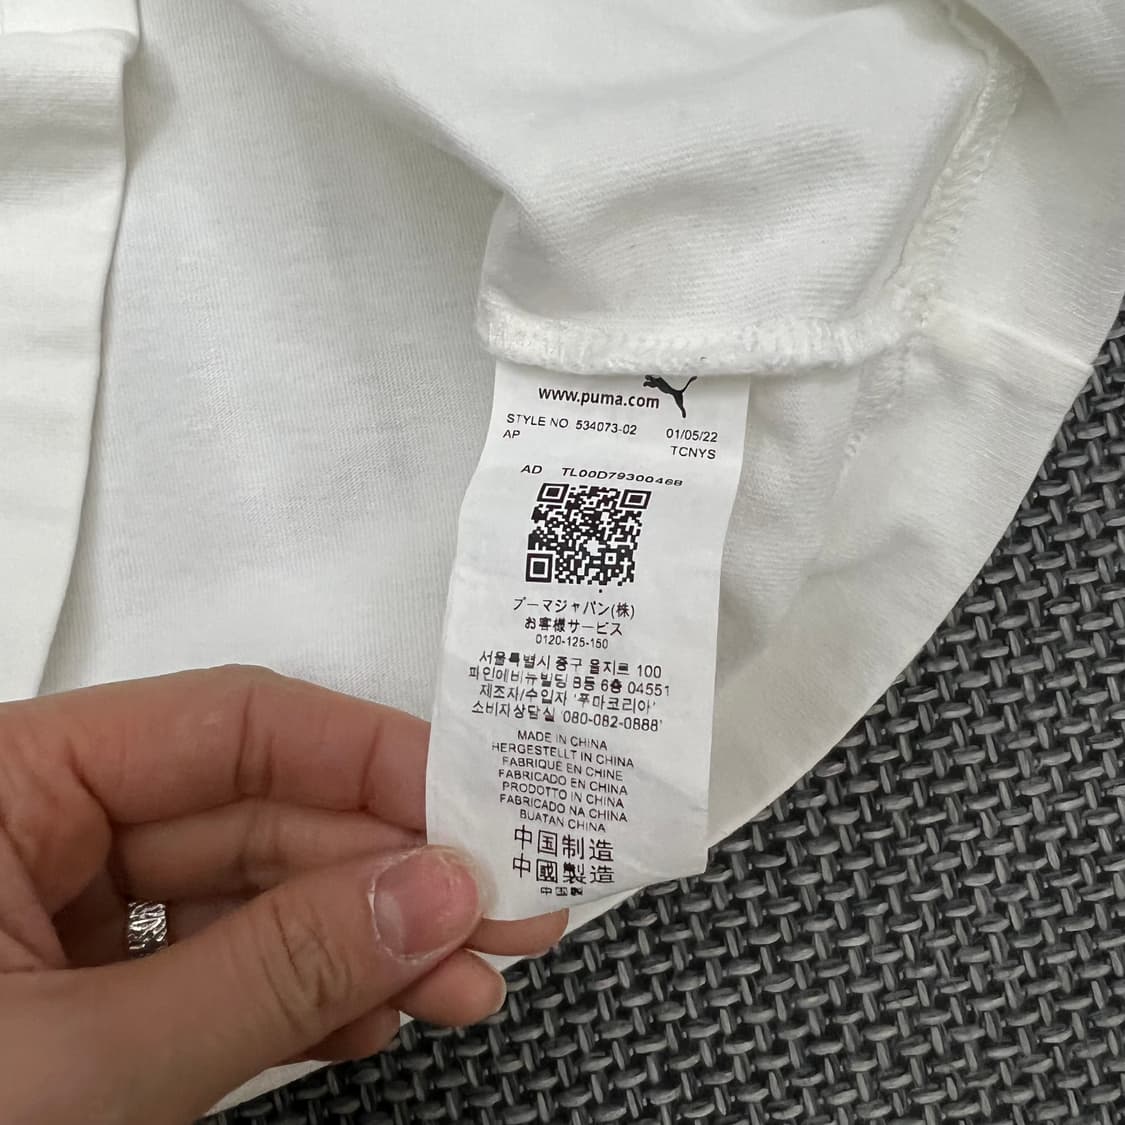 www.puma.com
STYLE NO. 534073-02 01/05/22
AP TCNYS
AD TL00D79300468
プーマジャパン(株)
お客様サービス
0120-125-150
서울특별시 중구 을지로 100
파인애비뉴빌딩 B동 6층 04551
제조자/수입자 '푸마코리아'
소비자상담실 '080-082-0888'
MADE IN CHINA
HERGESTELLT IN CHINA
FABRIQUÉ EN CHINE
FABRICADO EN CHINA
PRODOTTO IN CHINA
FABRICADO NA CHINA
BUATAN CHINA
中国制造
中國製造
中国製